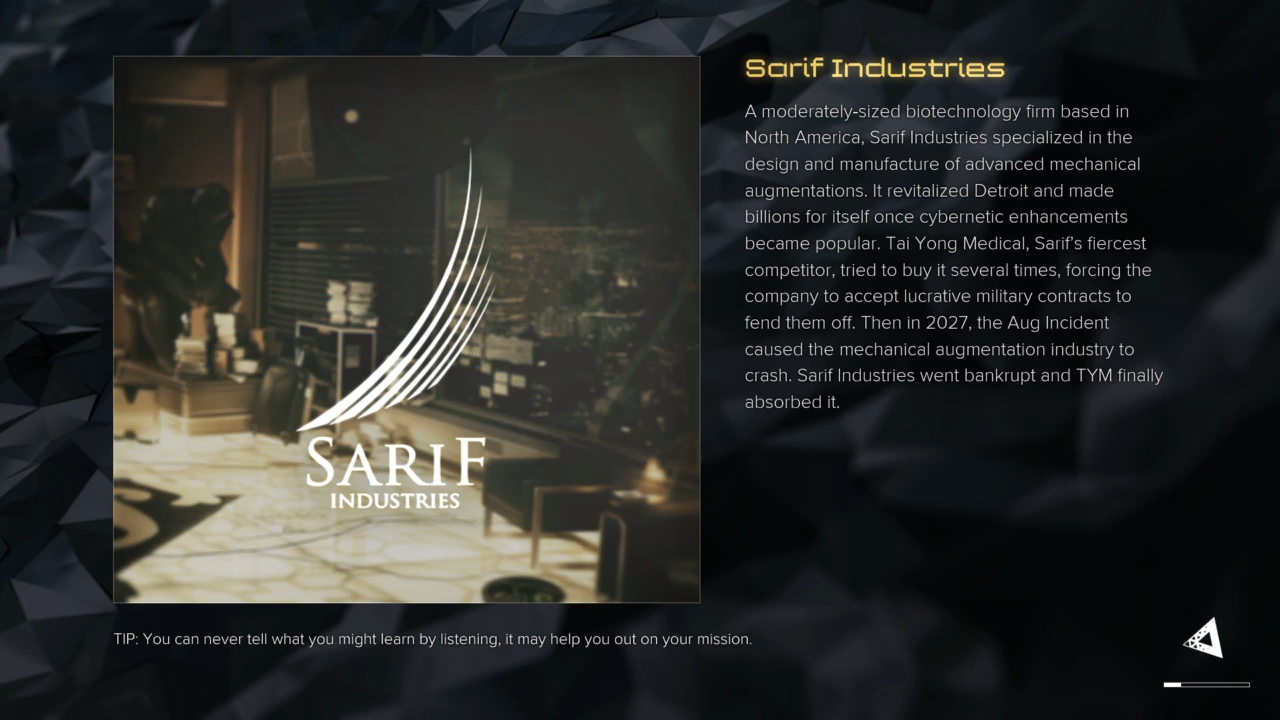 Sarif Industries
A moderately-sized biotechnology firm based in
North America, Sarif Industries specialized in the
design and manufacture of advanced mechanical
augmentations. It revitalized Detroit and made
billions for itself once cybernetic enhancements
became popular. Tai Yong Medical, Sarif's fiercest
competitor, tried to buy it several times, forcing the
company to accept lucrative military contracts to
fend them off. Then in 2027, the Aug Incident
caused the mechanical augmentation industry to
crash. Sarif Industries went bankrupt and TYM finally
absorbed it.
SARIF
INDUSTRIES
TIP: You can never tell what you might learn by listening, it may help you out on your mission.